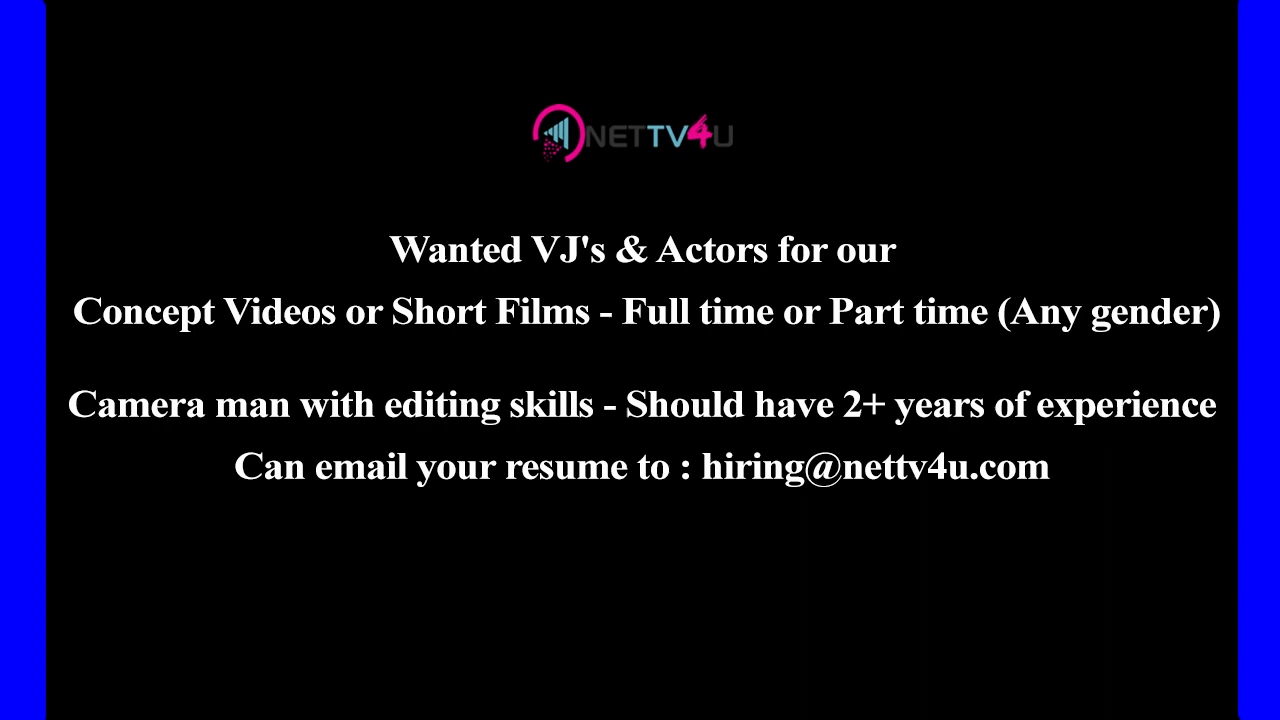 NETTV4U
Wanted VJ's & Actors for our
Concept Videos or Short Films - Full time or Part time (Any gender)
Camera man with editing skills - Should have 2+ years of experience
Can email your resume to : hiring@nettv4u.com